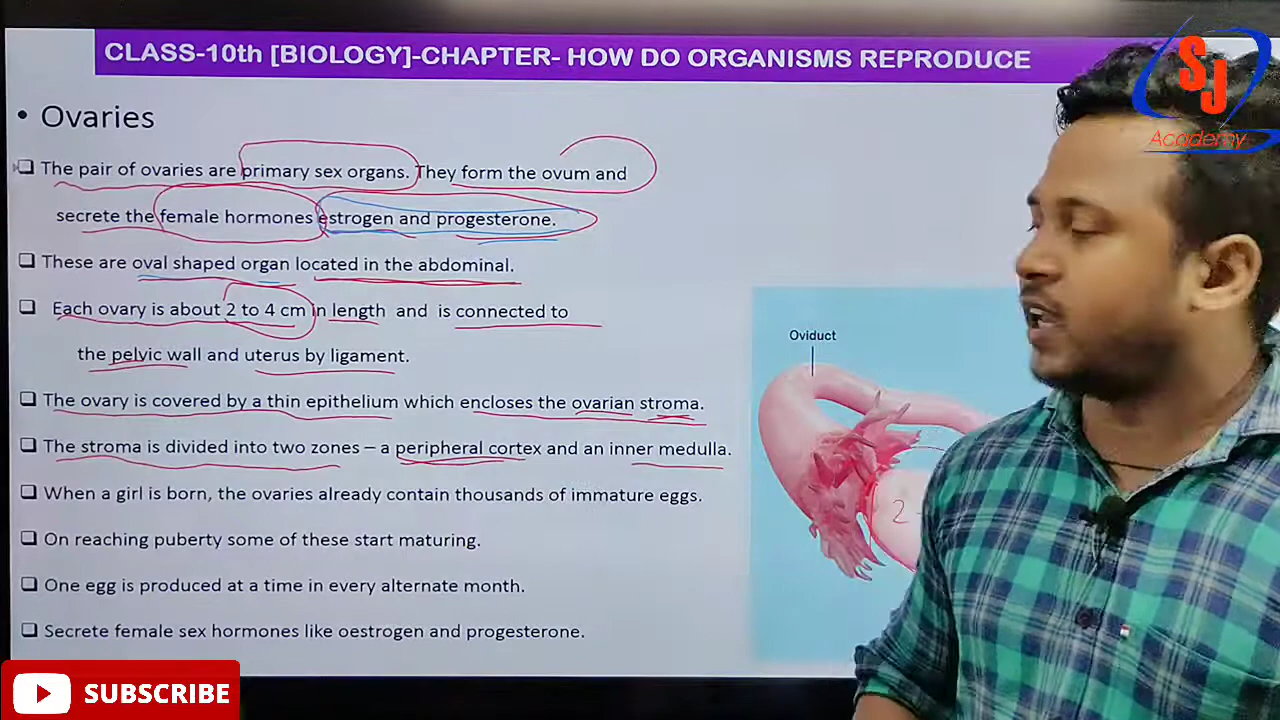 CLASS-10th [BIOLOGY]-CHAPTER- HOW DO ORGANISMS REPRODUCE
SJ
Academy
• Ovaries
❑ The pair of ovaries are primary sex organs. They form the ovum and
secrete the female hormones estrogen and progesterone.
❑ These are oval shaped organ located in the abdominal.
❑ Each ovary is about 2 to 4 cm in length and is connected to
the pelvic wall and uterus by ligament.
❑ The ovary is covered by a thin epithelium which encloses the ovarian stroma.
❑ The stroma is divided into two zones – a peripheral cortex and an inner medulla.
❑ When a girl is born, the ovaries already contain thousands of immature eggs.
❑ On reaching puberty some of these start maturing.
❑ One egg is produced at a time in every alternate month.
❑ Secrete female sex hormones like oestrogen and progesterone.
Oviduct
2
SUBSCRIBE